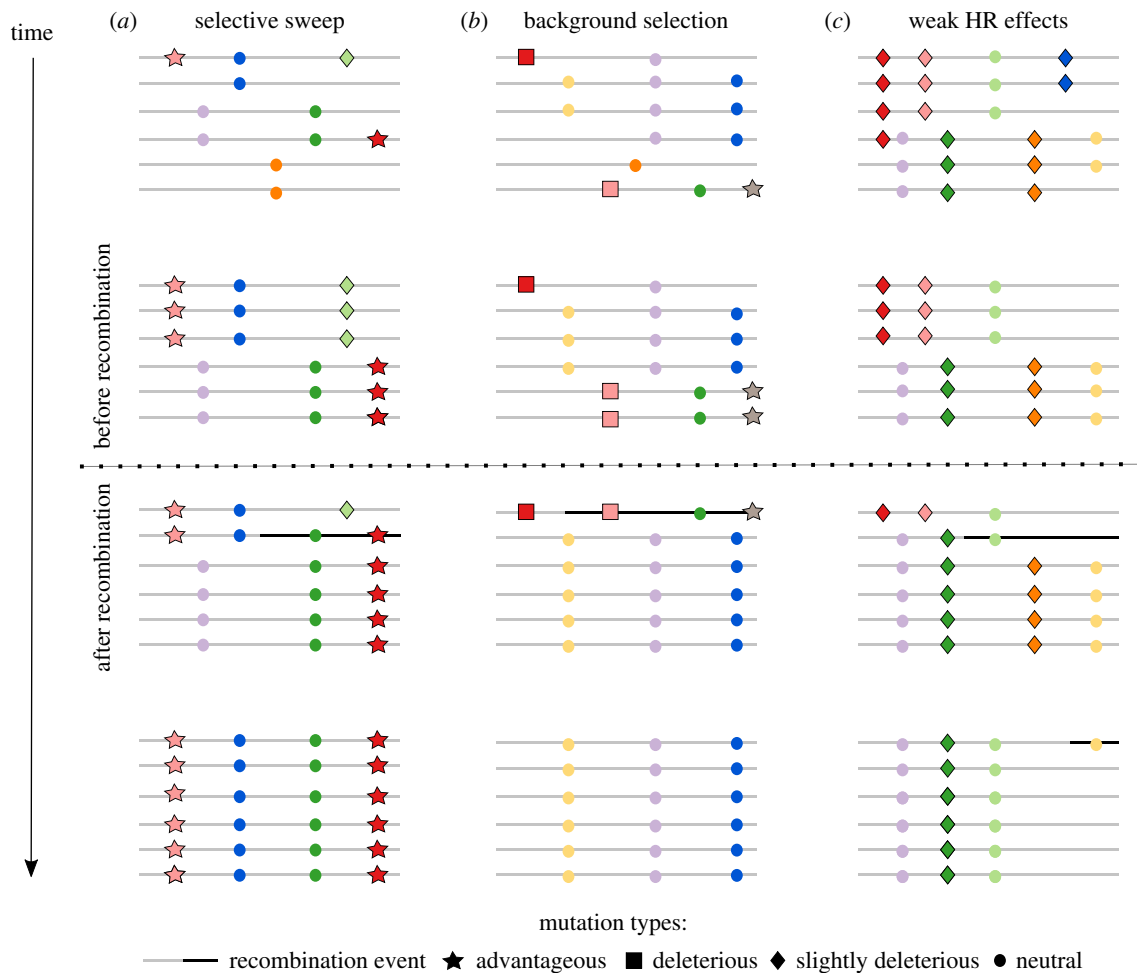 time
(a) selective sweep
(b) background selection
(c) weak HR effects
before recombination
after recombination
mutation types:
recombination event advantageous deleterious slightly deleterious neutral